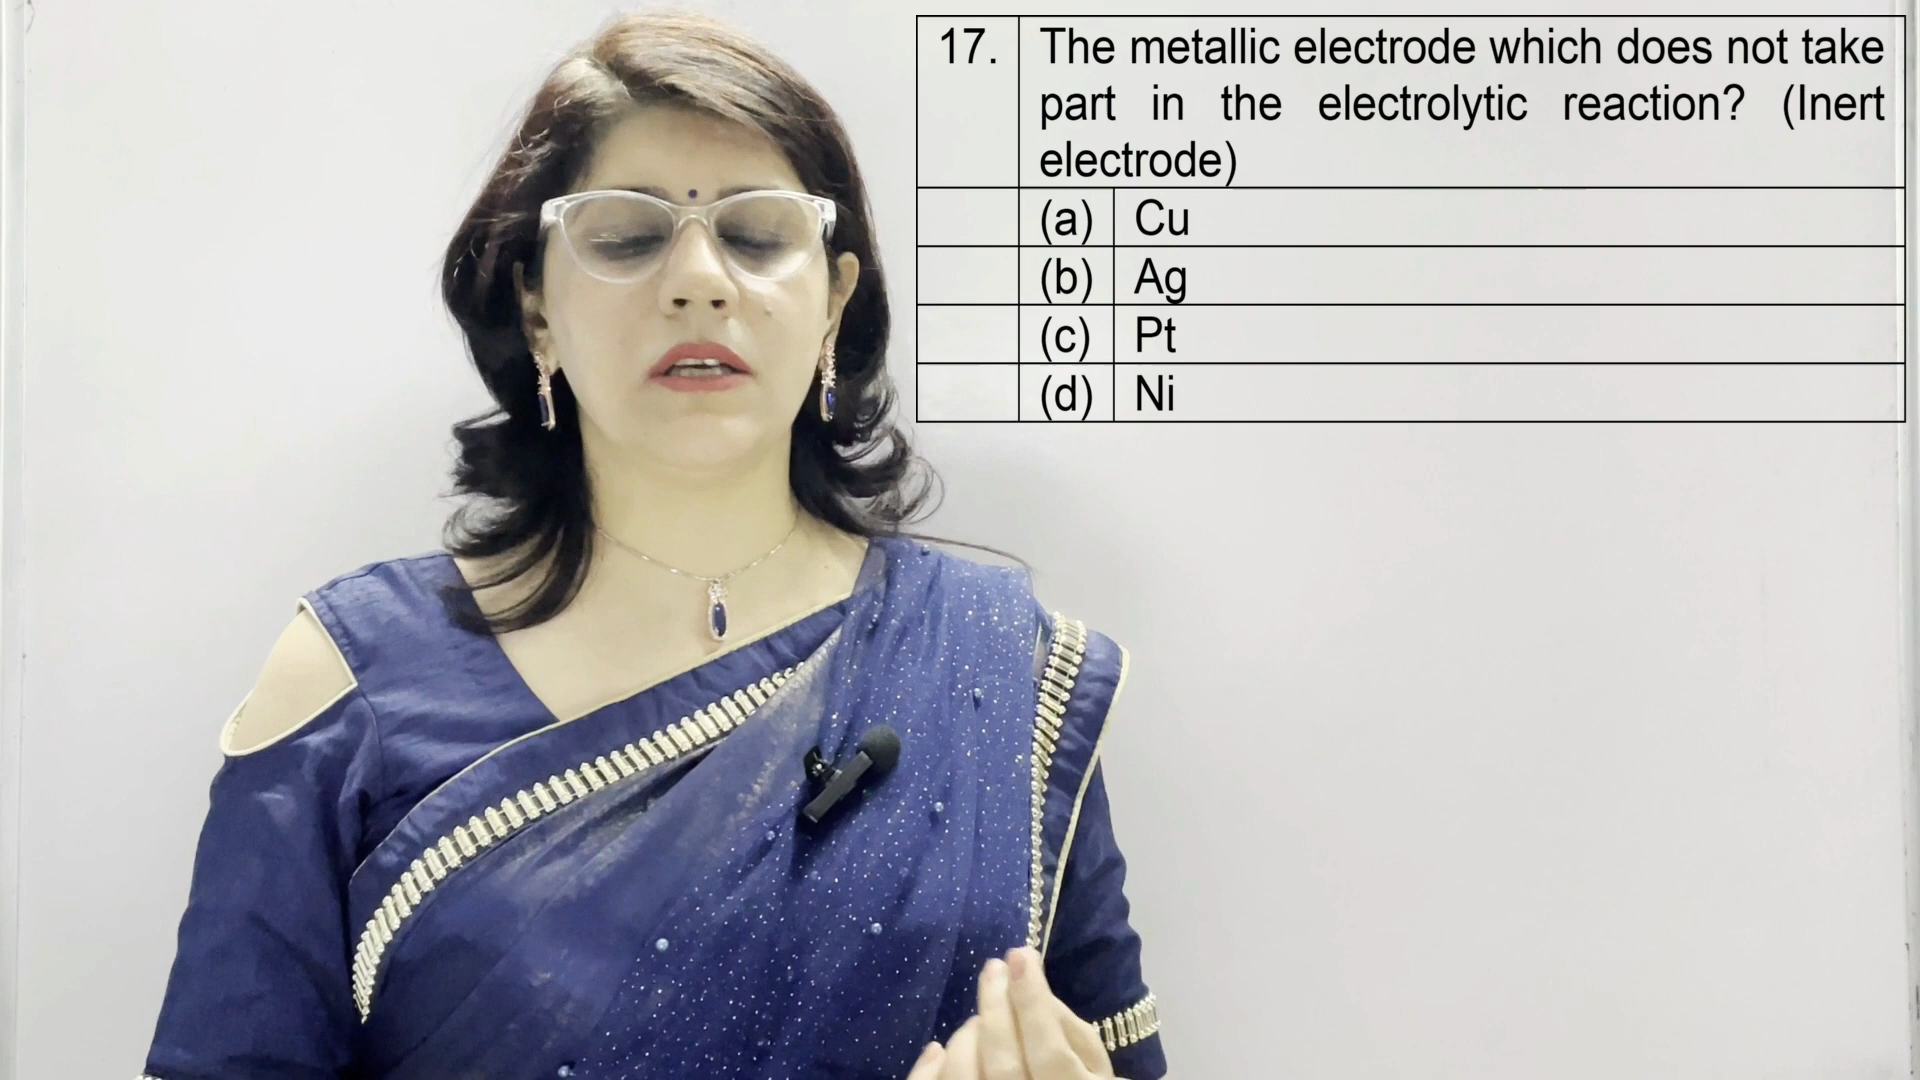 17. The metallic electrode which does not take
part in the electrolytic reaction? (Inert
electrode)
(a) Cu
(b) Ag
(c) Pt
(d) Ni